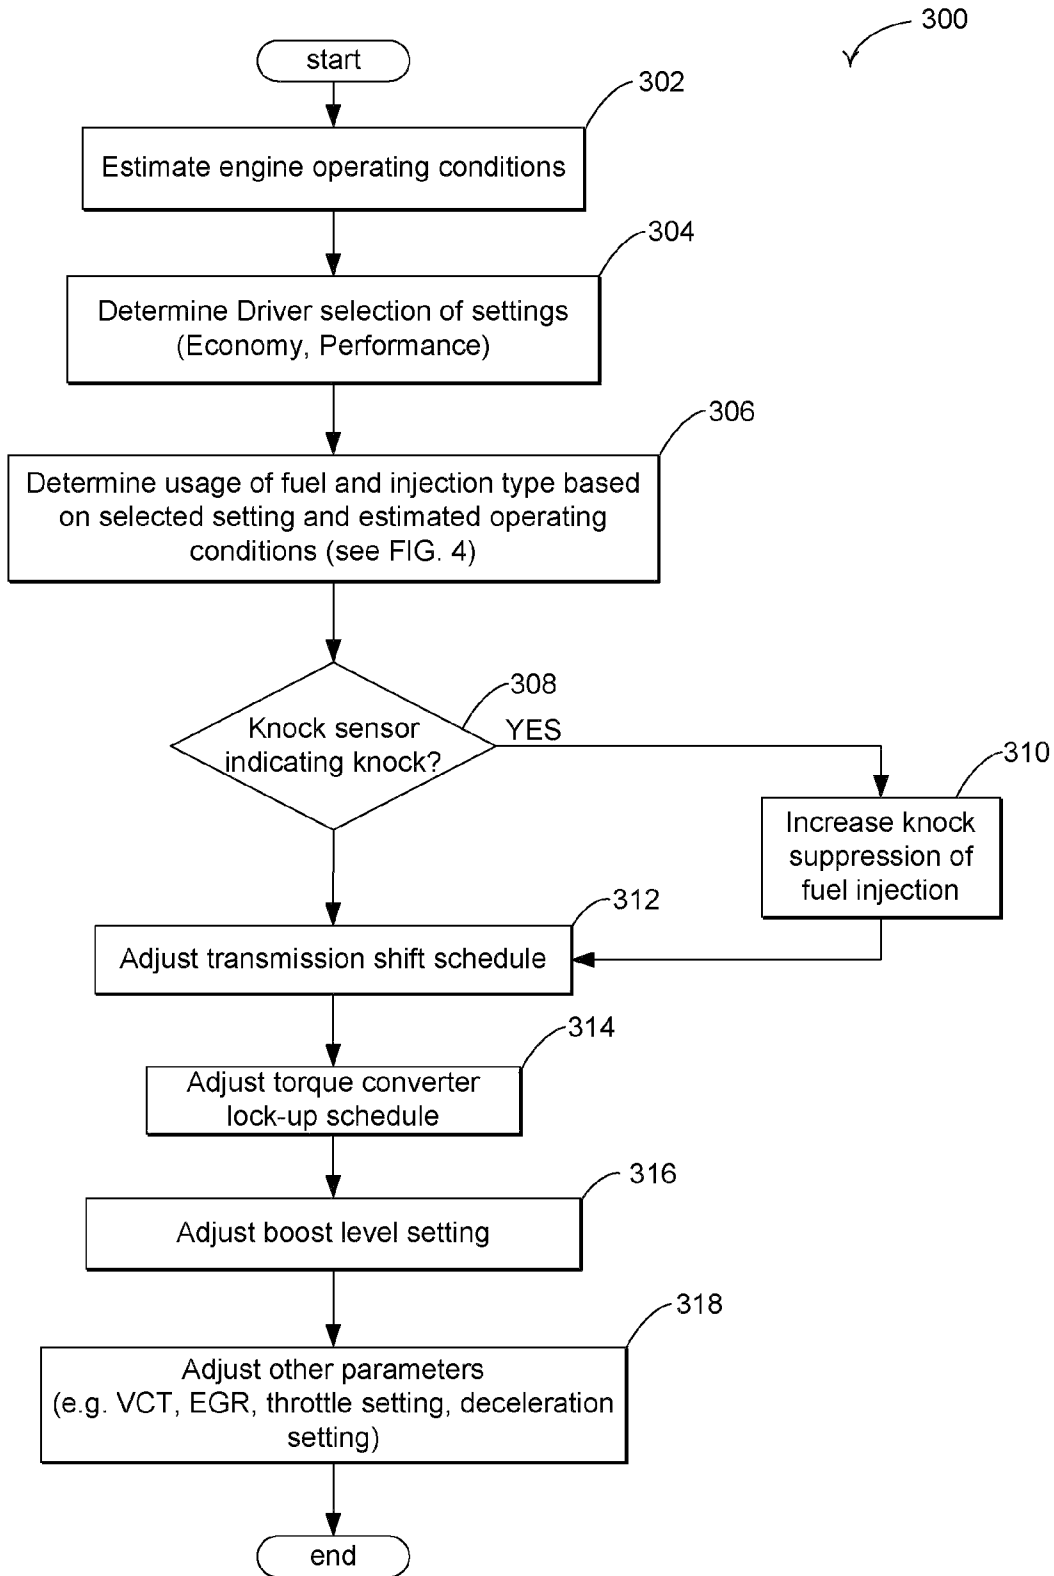 300
start
302
Estimate engine operating conditions
304
Determine Driver selection of settings
(Economy, Performance)
306
Determine usage of fuel and injection type based
on selected setting and estimated operating
conditions (see FIG. 4)
308
Knock sensor
indicating knock?
YES
310
Increase knock
suppression of
fuel injection
312
Adjust transmission shift schedule
314
Adjust torque converter
lock-up schedule
316
Adjust boost level setting
318
Adjust other parameters
(e.g. VCT, EGR, throttle setting, deceleration
setting)
end